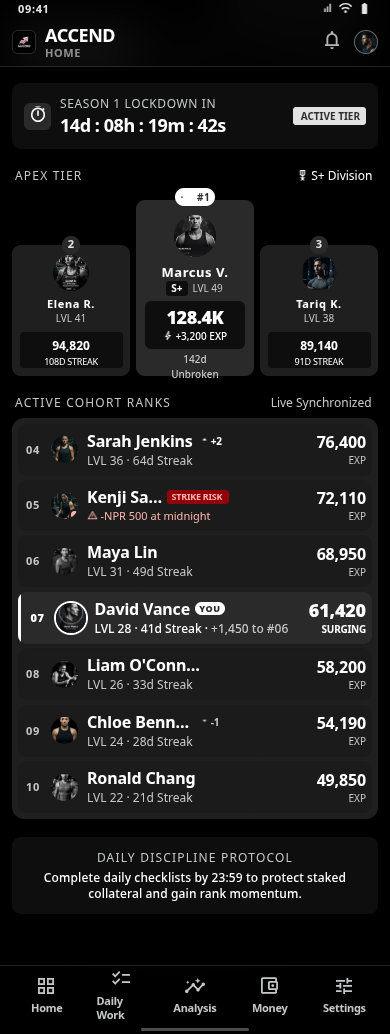 09:41
ACCEND
HOME
SEASON 1 LOCKDOWN IN
14d : 08h : 19m : 42s
ACTIVE TIER
APEX TIER
S+ Division
#1
2
3
Marcus V.
S+ LVL 49
128.4K
+3,200 EXP
142d
Unbroken
Elena R.
LVL 41
94,820
108D STREAK
Tariq K.
LVL 38
89,140
91D STREAK
ACTIVE COHORT RANKS
Live Synchronized
04 Sarah Jenkins +2 76,400
LVL 36 · 64d Streak EXP
05 Kenji Sa... STRIKE RISK 72,110
-NPR 500 at midnight EXP
06 Maya Lin 68,950
LVL 31 · 49d Streak EXP
07 David Vance YOU 61,420
LVL 28 · 41d Streak · +1,450 to #06 SURGING
08 Liam O'Conn... 58,200
LVL 26 · 33d Streak EXP
09 Chloe Benn... -1 54,190
LVL 24 · 28d Streak EXP
10 Ronald Chang 49,850
LVL 22 · 21d Streak EXP
DAILY DISCIPLINE PROTOCOL
Complete daily checklists by 23:59 to protect staked
collateral and gain rank momentum.
Home
Daily
Work
Analysis
Money
Settings